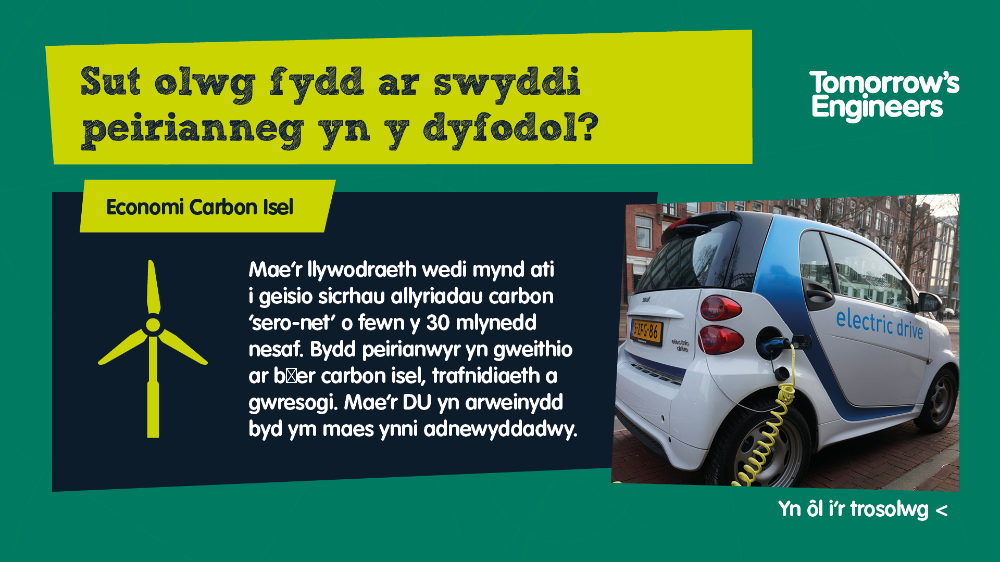 Sut olwg fydd ar swyddi
peirianneg yn y dyfodol?
Tomorrow's
Engineers
Economi Carbon Isel
Mae'r llywodraeth wedi mynd ati
i geisio sicrhau allyriadau carbon
'sero-net' o fewn y 30 mlynedd
nesaf. Bydd peirianwyr yn gweithio
ar b☒er carbon isel, trafnidiaeth a
gwresogi. Mae'r DU yn arweinydd
byd ym maes ynni adnewyddadwy.
smart
5-ZFG-86
electric
drive
electric drive
Yn ôl i'r trosolwg <